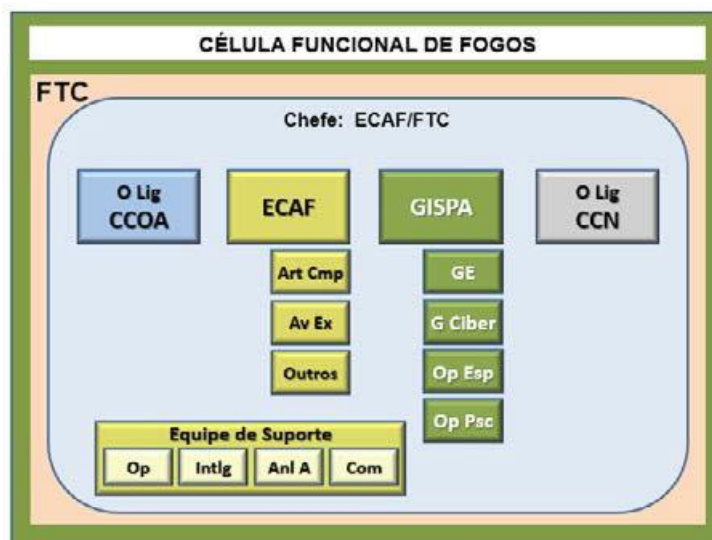 CÉLULA FUNCIONAL DE FOGOS
FTC
Chefe: ECAF/FTC
O Lig
CCOA
ECAF
GISPA
O Lig
CCN
Art Cmp
Av Ex
Outros
GE
G Ciber
Op Esp
Op Psc
Equipe de Suporte
Op
Intlg
Anl A
Com